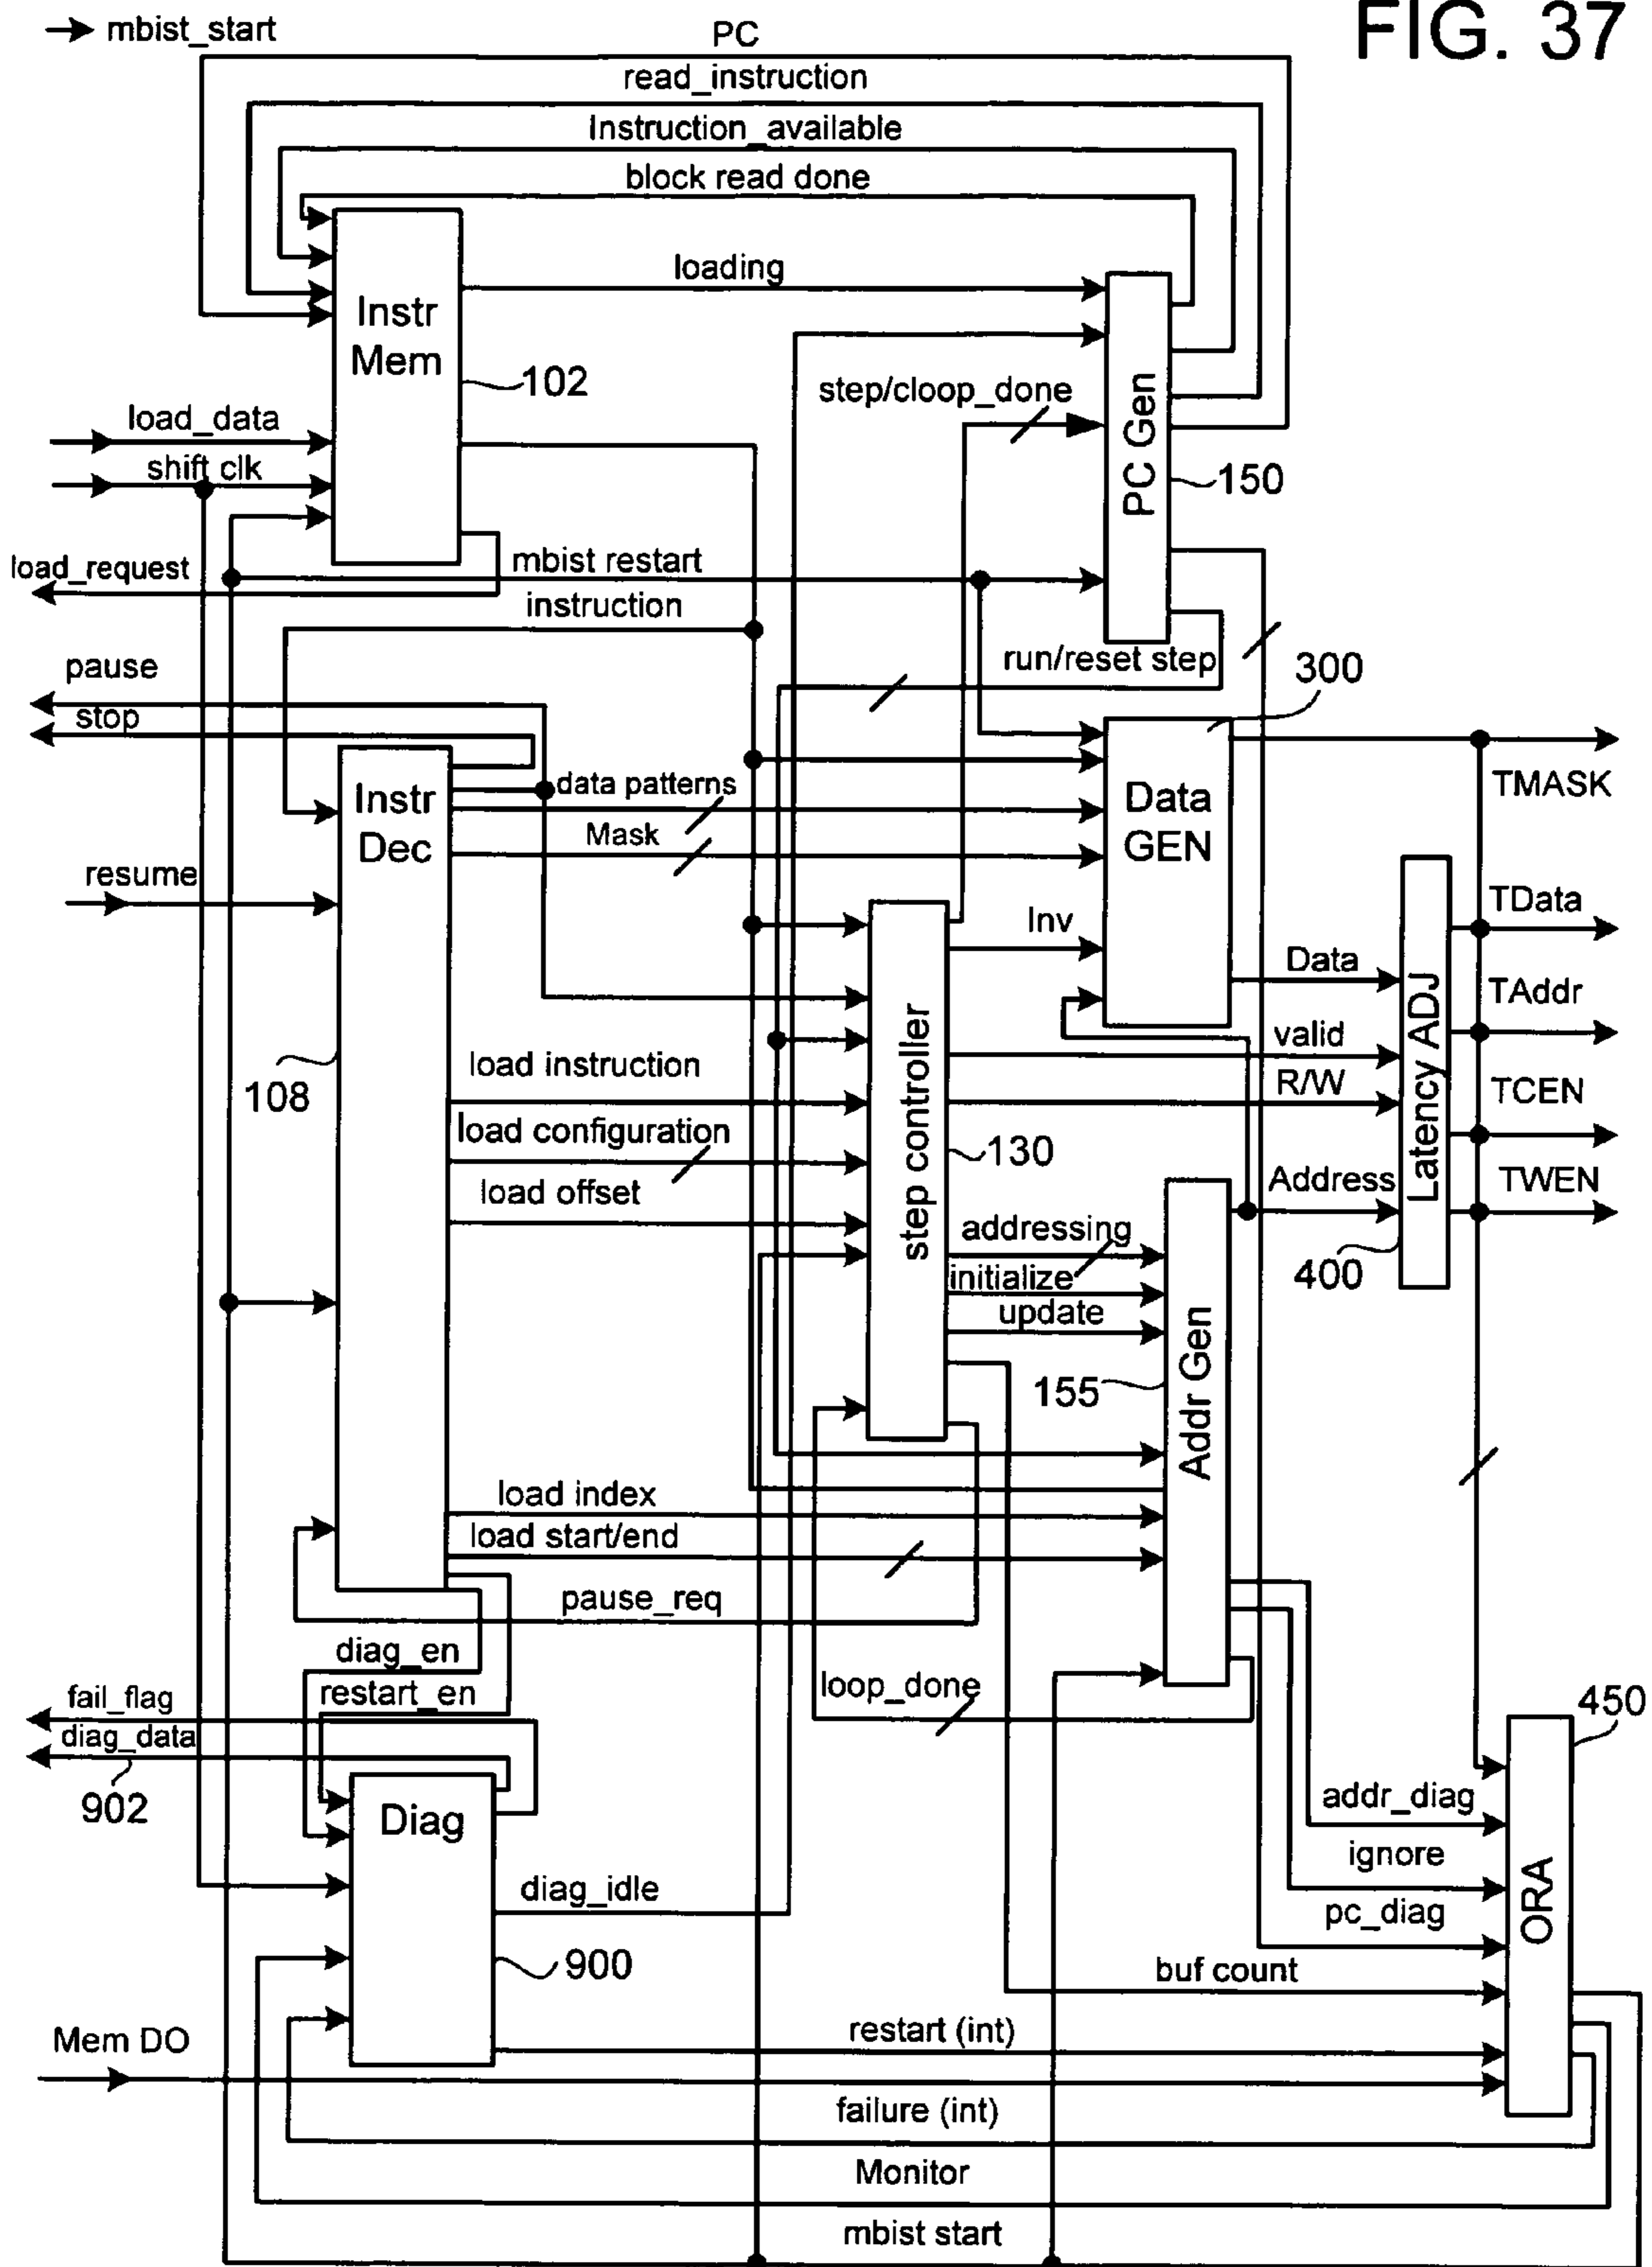 FIG. 37
mbist_start
PC
read_instruction
Instruction_available
block read done
loading
Instr
Mem
102
step/cloop_done
PC Gen
150
load_data
shift clk
load_request
mbist restart
instruction
run/reset step
300
pause
stop
Instr
Dec
data patterns
Mask
Data
GEN
TMASK
resume
Inv
Data
TData
TAddr
valid
R/W
TCEN
TWEN
Latency ADJ
400
108
load instruction
load configuration
load offset
step controller
130
Address
addressing
initialize
update
155
Addr Gen
load index
load start/end
pause_req
diag_en
restart_en
loop_done
fail_flag
diag_data
902
450
Diag
diag_idle
900
addr_diag
ignore
pc_diag
ORA
buf count
Mem DO
restart (int)
failure (int)
Monitor
mbist start